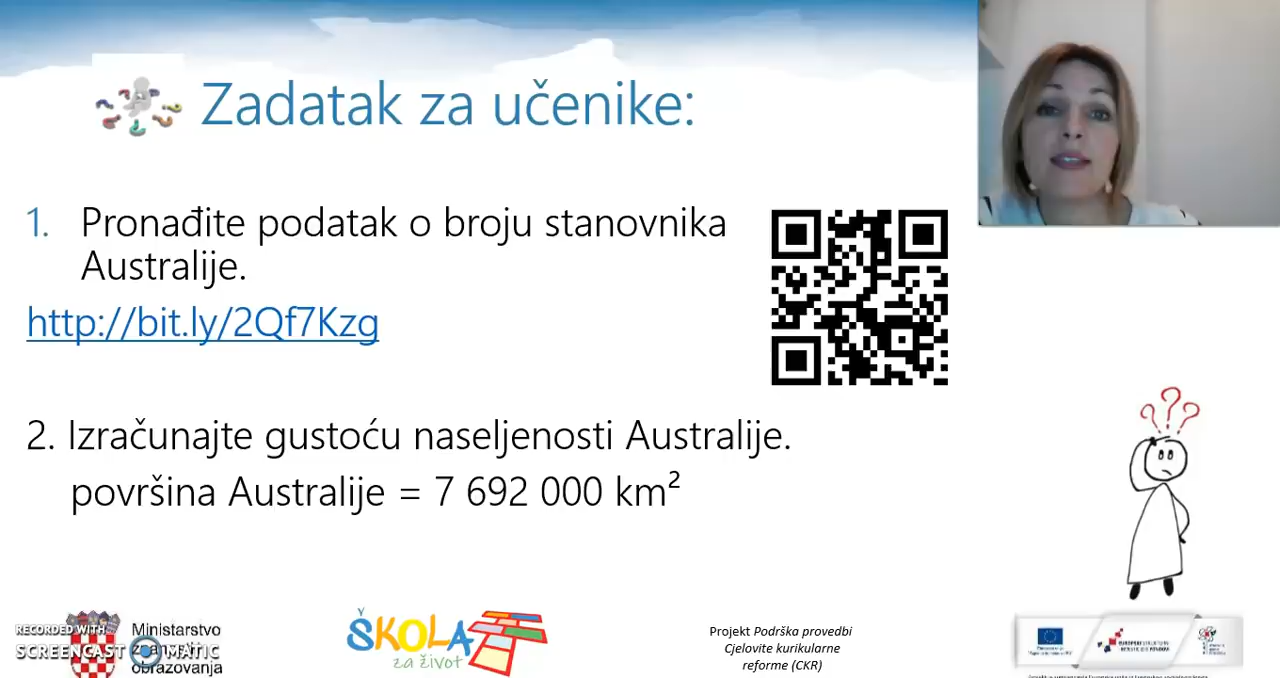 Zadatak za učenike:
1. Pronađite podatak o broju stanovnika
Australije.
http://bit.ly/2Qf7Kzg
2. Izračunajte gustoću naseljenosti Australije.
površina Australije = 7 692 000 km²
???
RECORDED WITH
SCREENCAST MATIC
Ministarstvo
znanosti i
obrazovanja
ŠKOLA
za život
Projekt Podrška provedbi
Cjelovite kurikularne
reforme (CKR)